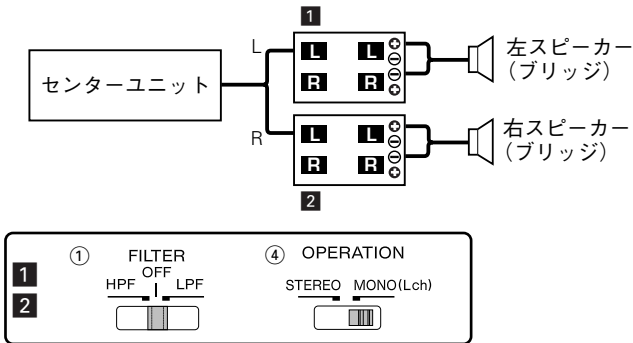 1
L
センターユニット
L L ⊕ ⊖
R R ⊖ ⊕
左スピーカー
（ブリッジ）
R
L L ⊕ ⊖
R R ⊖ ⊕
右スピーカー
（ブリッジ）
2
1
2
① FILTER
OFF
HPF LPF
④ OPERATION
STEREO MONO(Lch)